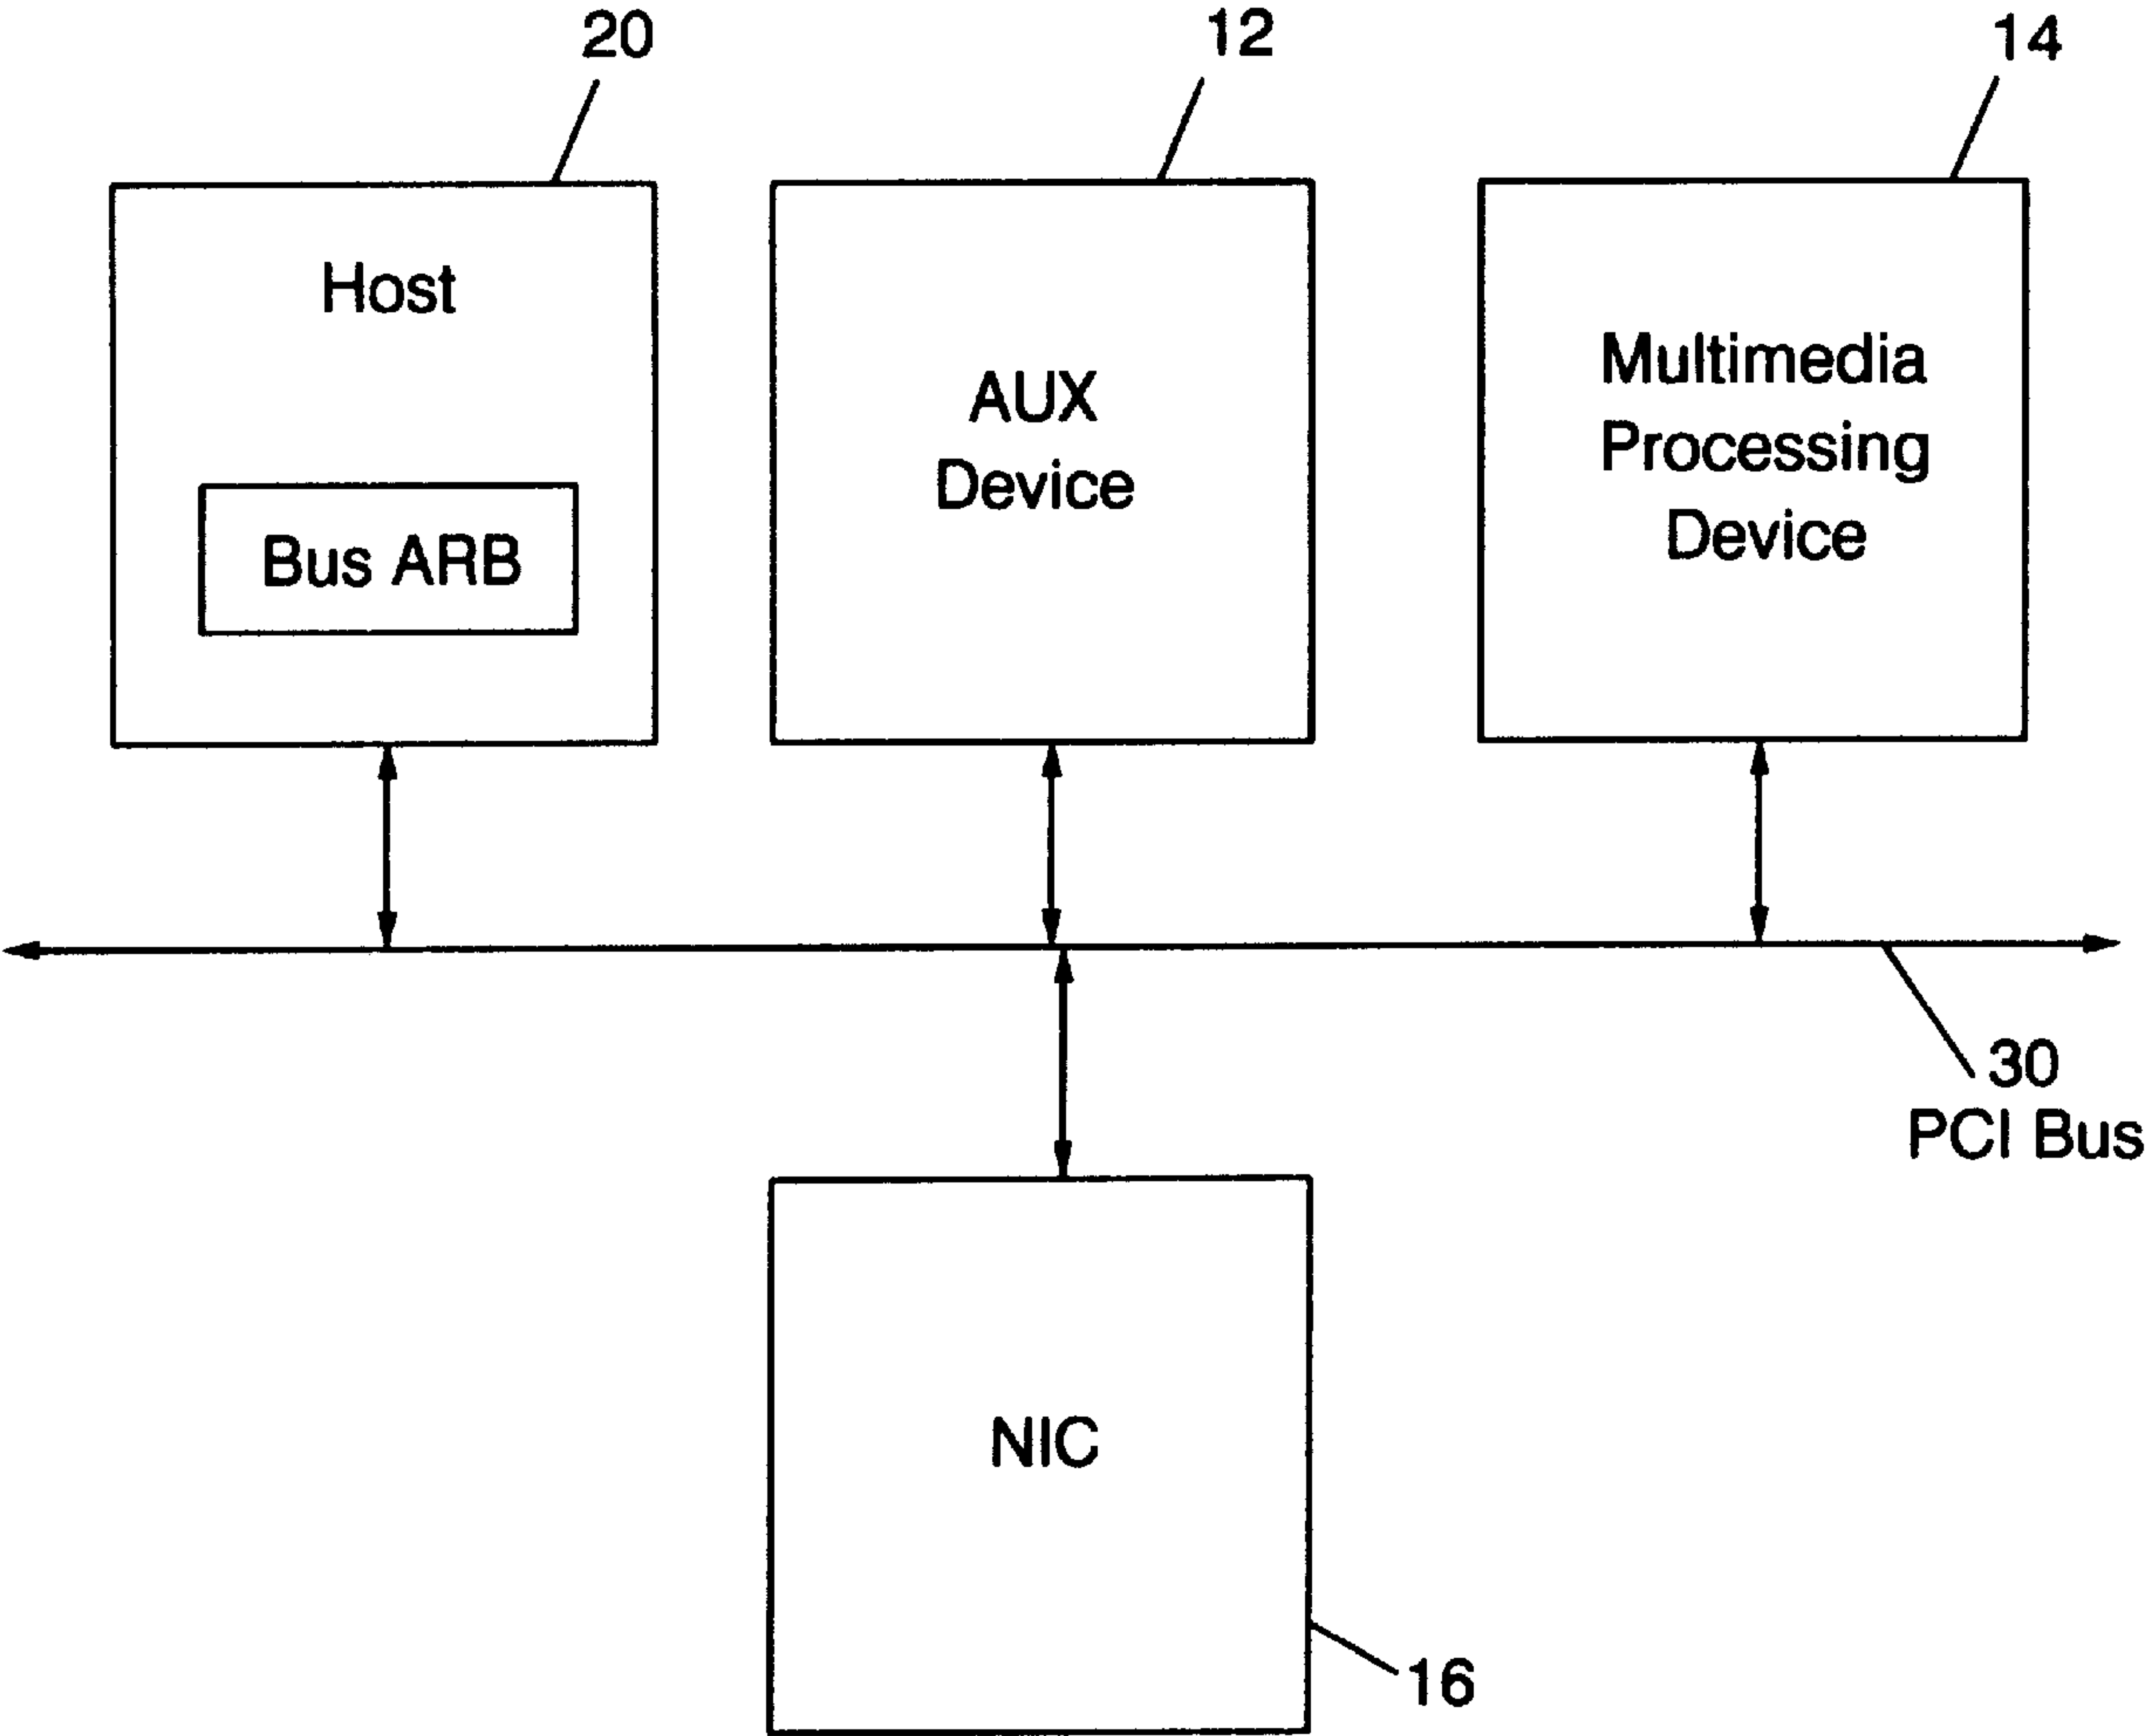 20
12
14
Host
Bus ARB
AUX
Device
Multimedia
Processing
Device
30
PCI Bus
NIC
16